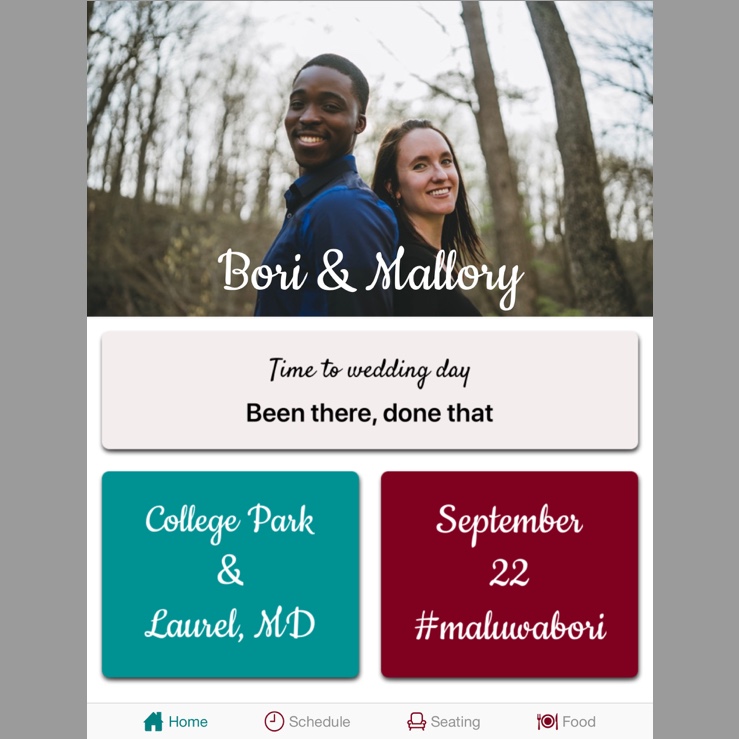 Bori & Mallory
Time to wedding day
Been there, done that
College Park
&
Laurel, MD
September
22
#maluwabori
Home
Schedule
Seating
Food